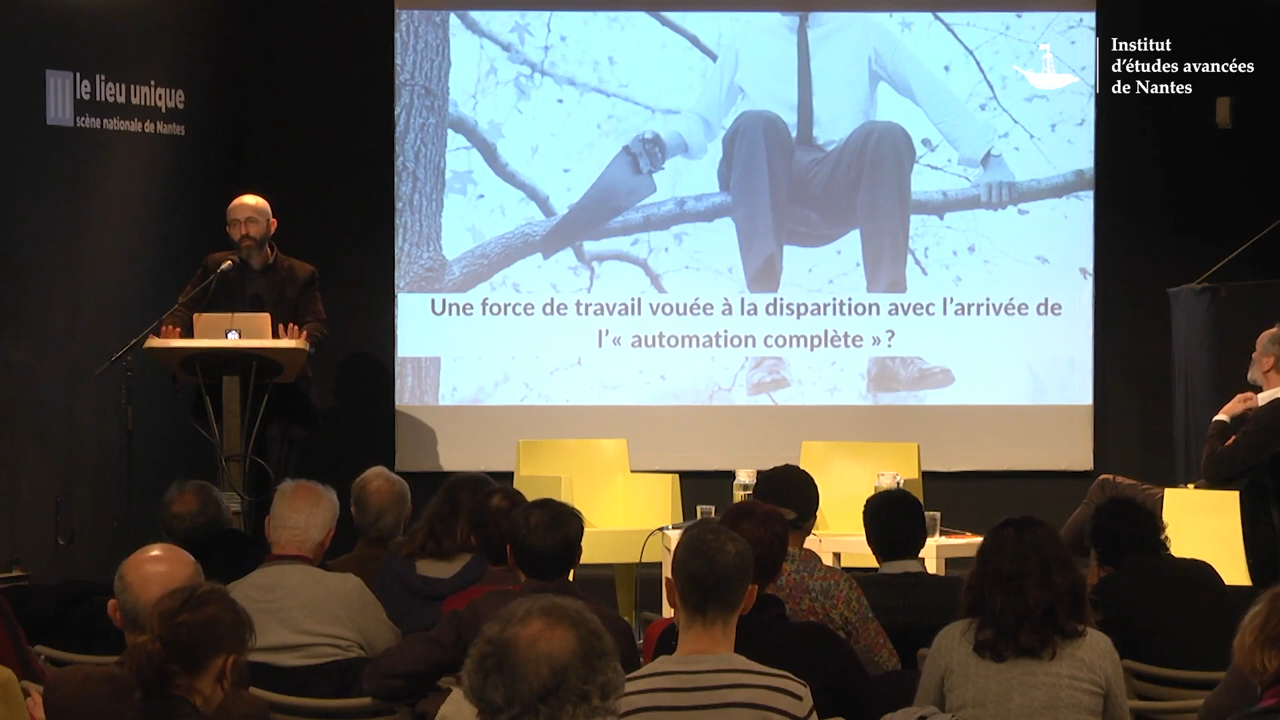 le lieu unique
scène nationale de Nantes
Institut
d'études avancées
de Nantes
Une force de travail vouée à la disparition avec l'arrivée de
l'« automation complète »?